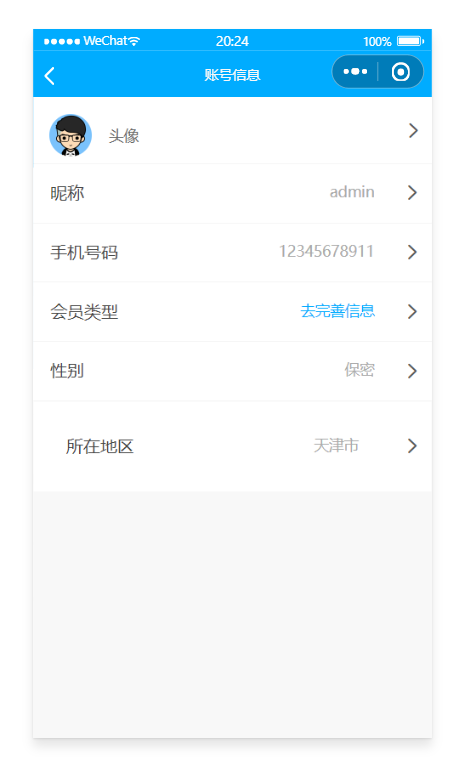 WeChat 20:24 100%
账号信息
头像
昵称 admin
手机号码 12345678911
会员类型 去完善信息
性别 保密
所在地区 天津市